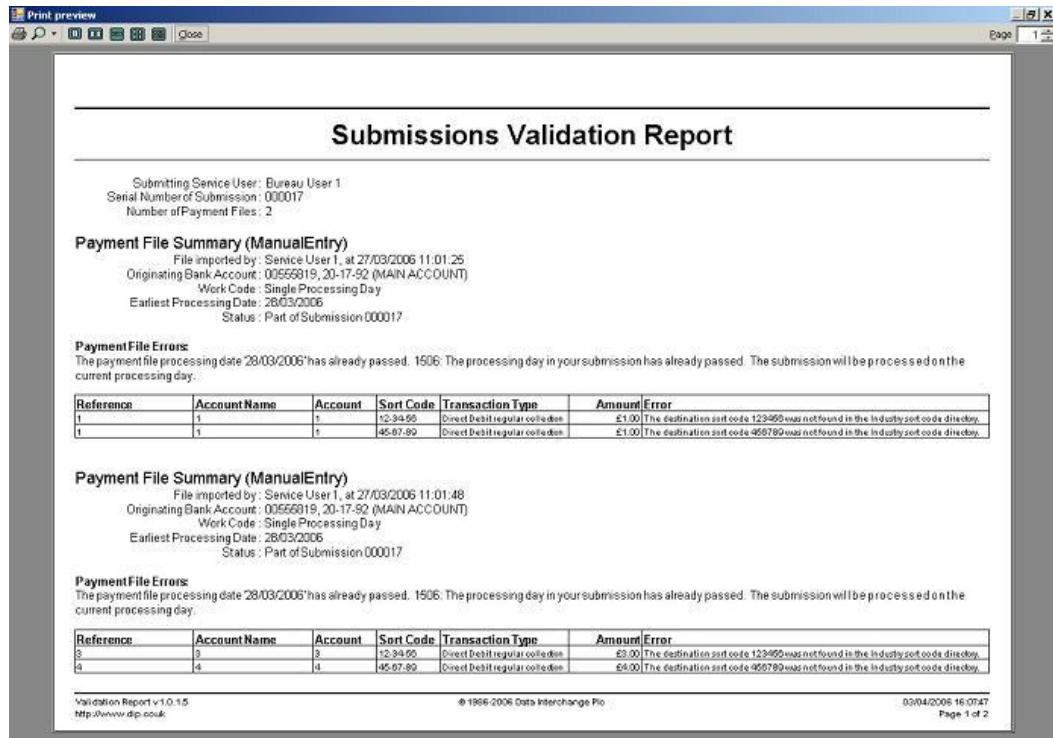 Print preview
Close
Page 1
Submissions Validation Report
Submitting Service User : Bureau User 1
Serial Number of Submission : 000017
Number of Payment Files : 2
Payment File Summary (ManualEntry)
File imported by : Service User 1, at 27/03/2006 11:01:25
Originating Bank Account : 00555819, 20-17-92 (MAIN ACCOUNT)
Work Code : Single Processing Day
Earliest Processing Date : 28/03/2006
Status : Part of Submission 000017
Payment File Errors:
The payment file processing date '28/03/2006' has already passed. 1506: The processing day in your submission has already passed. The submission will be processed on the
current processing day.
Reference Account Name Account Sort Code Transaction Type Amount Error
1 1 1 12-34-56 Direct Debit regular collection £1.00 The destination sort code 123456 was not found in the Industry sort code directory.
1 1 1 45-67-89 Direct Debit regular collection £1.00 The destination sort code 456789 was not found in the Industry sort code directory.
Payment File Summary (ManualEntry)
File imported by : Service User 1, at 27/03/2006 11:01:48
Originating Bank Account : 00555819, 20-17-92 (MAIN ACCOUNT)
Work Code : Single Processing Day
Earliest Processing Date : 28/03/2006
Status : Part of Submission 000017
Payment File Errors:
The payment file processing date '28/03/2006' has already passed. 1506: The processing day in your submission has already passed. The submission will be processed on the
current processing day.
Reference Account Name Account Sort Code Transaction Type Amount Error
3 3 3 12-34-56 Direct Debit regular collection £3.00 The destination sort code 123456 was not found in the Industry sort code directory.
4 4 4 45-67-89 Direct Debit regular collection £4.00 The destination sort code 456789 was not found in the Industry sort code directory.
Validation Report v1.0.1.5 © 1986-2006 Data Interchange Plc 03/04/2006 16:07:47
http://www.dip.co.uk Page 1 of 2